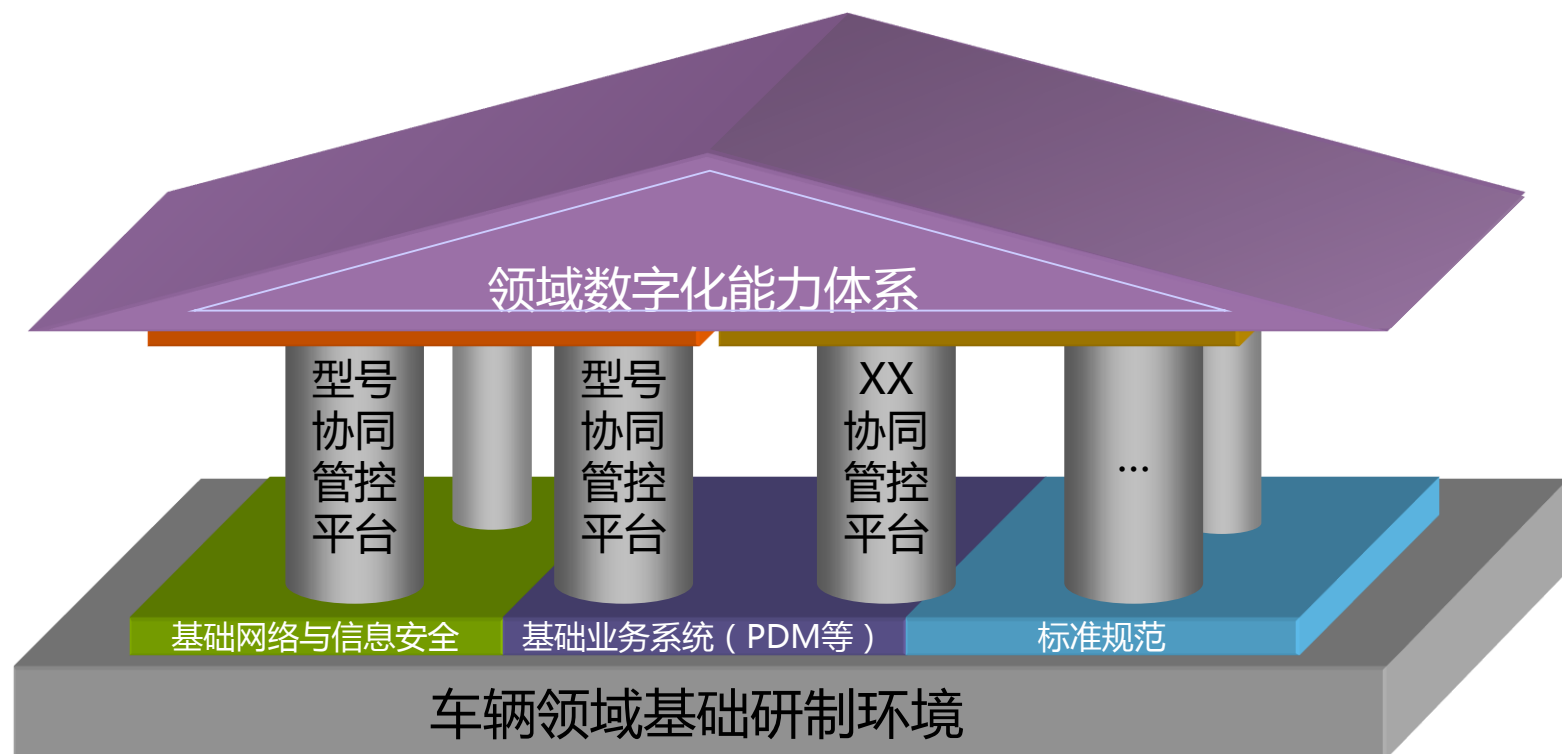 领域数字化能力体系
型号
协同
管控
平台
型号
协同
管控
平台
XX
协同
管控
平台
...
基础网络与信息安全
基础业务系统（PDM等）
标准规范
车辆领域基础研制环境